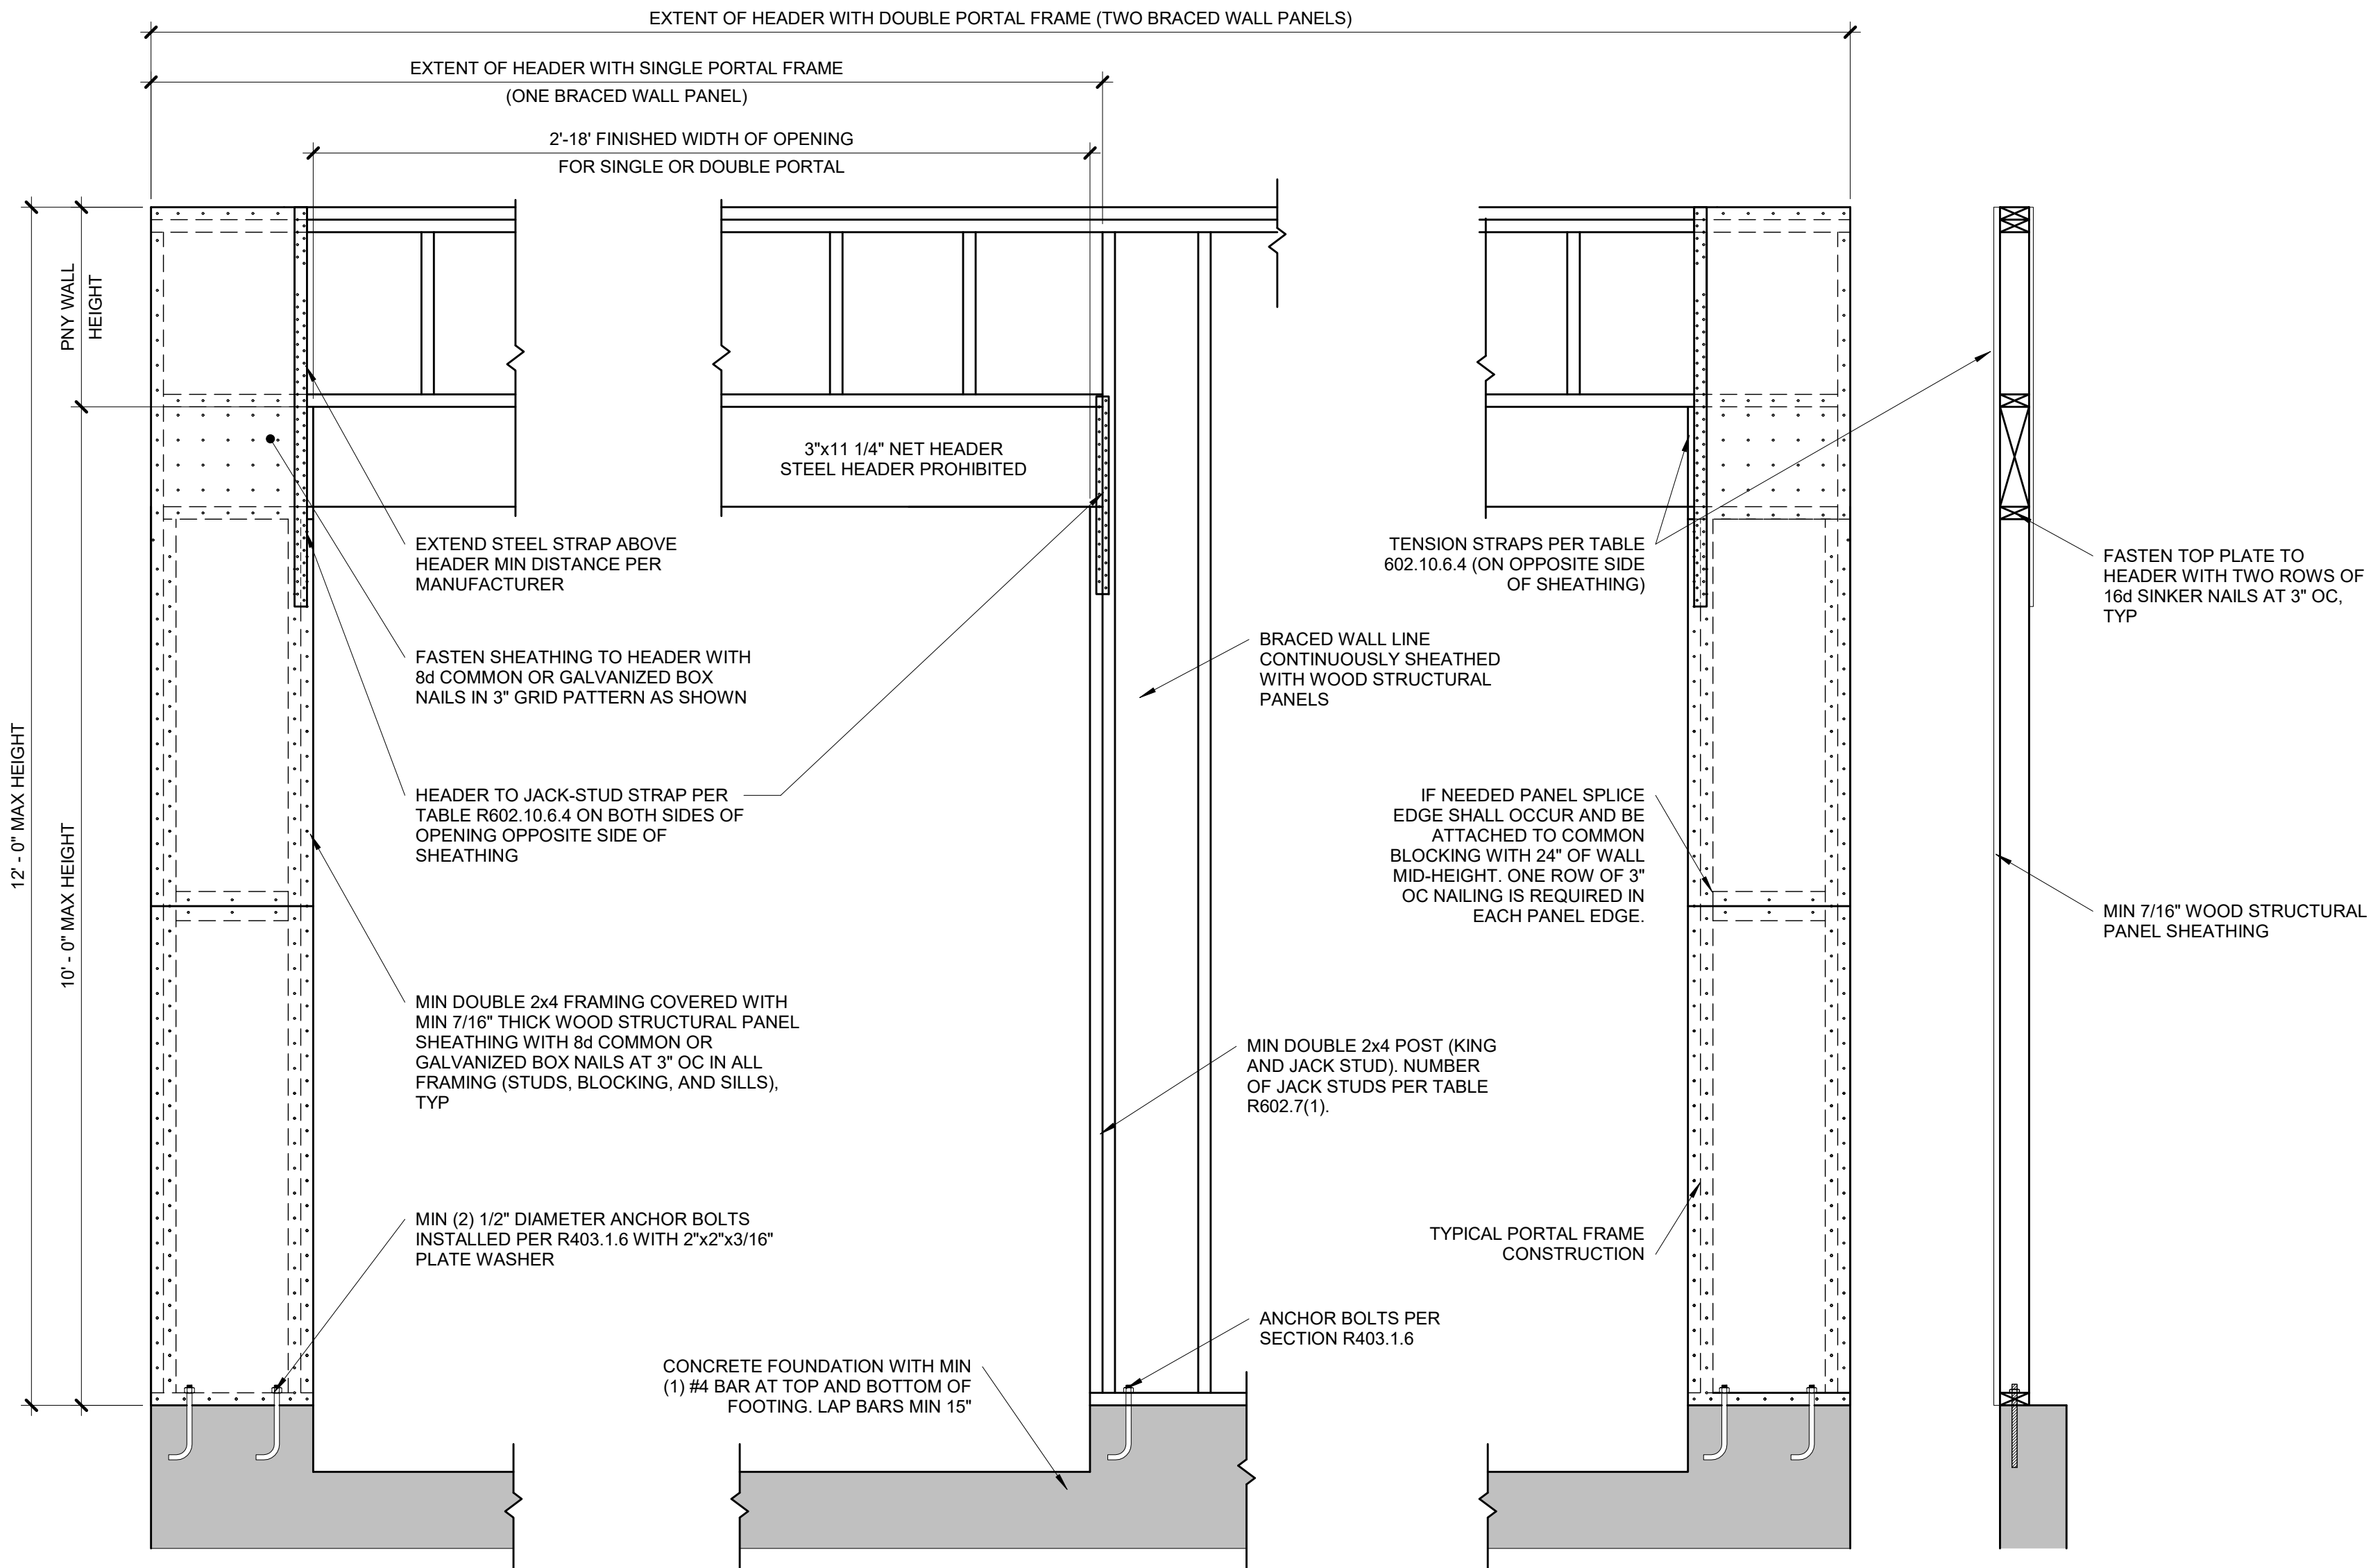 EXTENT OF HEADER WITH DOUBLE PORTAL FRAME (TWO BRACED WALL PANELS)
EXTENT OF HEADER WITH SINGLE PORTAL FRAME
(ONE BRACED WALL PANEL)
2'-18' FINISHED WIDTH OF OPENING
FOR SINGLE OR DOUBLE PORTAL
12' - 0" MAX HEIGHT
PNY WALL
HEIGHT
10' - 0" MAX HEIGHT
3"x11 1/4" NET HEADER
STEEL HEADER PROHIBITED
EXTEND STEEL STRAP ABOVE
HEADER MIN DISTANCE PER
MANUFACTURER
FASTEN SHEATHING TO HEADER WITH
8d COMMON OR GALVANIZED BOX
NAILS IN 3" GRID PATTERN AS SHOWN
HEADER TO JACK-STUD STRAP PER
TABLE R602.10.6.4 ON BOTH SIDES OF
OPENING OPPOSITE SIDE OF
SHEATHING
MIN DOUBLE 2x4 FRAMING COVERED WITH
MIN 7/16" THICK WOOD STRUCTURAL PANEL
SHEATHING WITH 8d COMMON OR
GALVANIZED BOX NAILS AT 3" OC IN ALL
FRAMING (STUDS, BLOCKING, AND SILLS),
TYP
MIN (2) 1/2" DIAMETER ANCHOR BOLTS
INSTALLED PER R403.1.6 WITH 2"x2"x3/16"
PLATE WASHER
CONCRETE FOUNDATION WITH MIN
(1) #4 BAR AT TOP AND BOTTOM OF
FOOTING. LAP BARS MIN 15"
BRACED WALL LINE
CONTINUOUSLY SHEATHED
WITH WOOD STRUCTURAL
PANELS
MIN DOUBLE 2x4 POST (KING
AND JACK STUD). NUMBER
OF JACK STUDS PER TABLE
R602.7(1).
ANCHOR BOLTS PER
SECTION R403.1.6
TENSION STRAPS PER TABLE
602.10.6.4 (ON OPPOSITE SIDE
OF SHEATHING)
IF NEEDED PANEL SPLICE
EDGE SHALL OCCUR AND BE
ATTACHED TO COMMON
BLOCKING WITH 24" OF WALL
MID-HEIGHT. ONE ROW OF 3"
OC NAILING IS REQUIRED IN
EACH PANEL EDGE.
TYPICAL PORTAL FRAME
CONSTRUCTION
FASTEN TOP PLATE TO
HEADER WITH TWO ROWS OF
16d SINKER NAILS AT 3" OC,
TYP
MIN 7/16" WOOD STRUCTURAL
PANEL SHEATHING